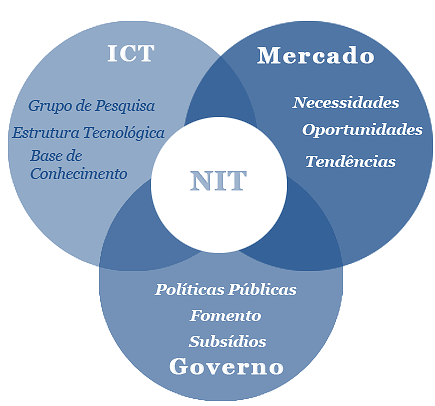 ICT
Grupo de Pesquisa
Estrutura Tecnológica
Base de
Conhecimento
Mercado
Necessidades
Oportunidades
Tendências
NIT
Políticas Públicas
Fomento
Subsídios
Governo